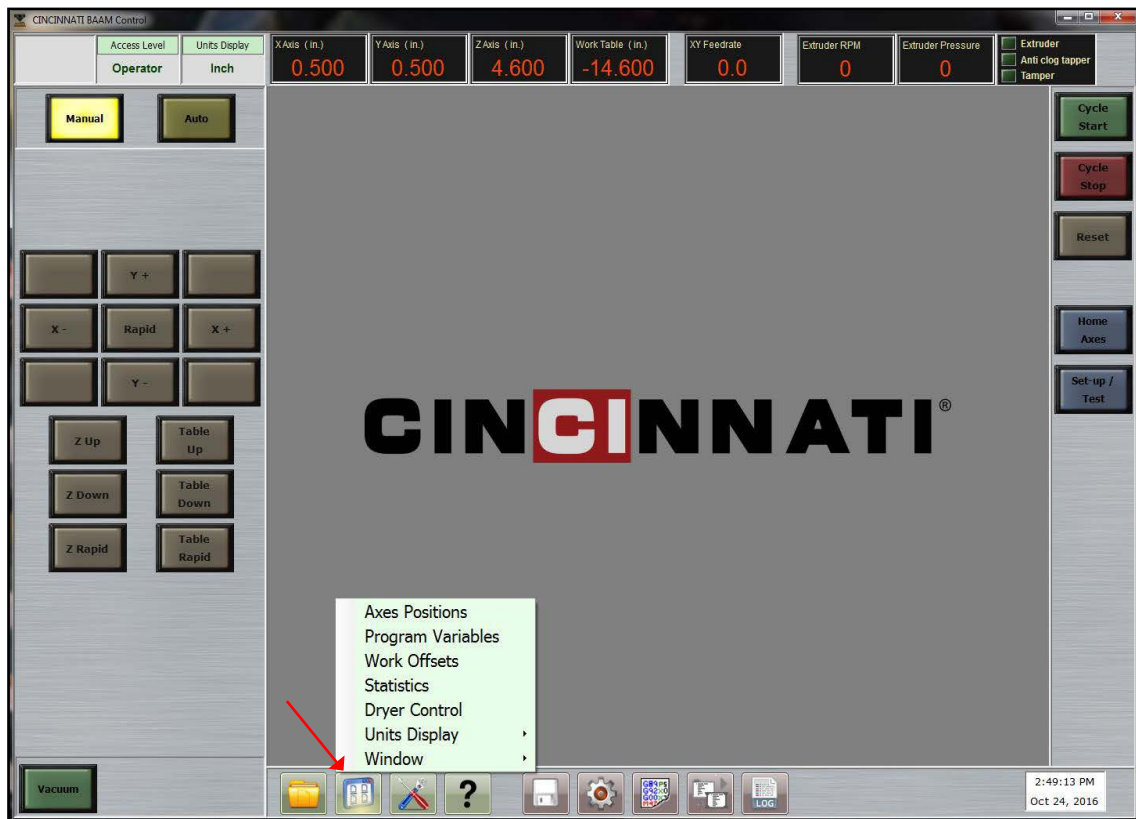 CINCINNATI BAAM Control
Access Level
Operator
Units Display
Inch
X Axis (in.)
0.500
Y Axis (in.)
0.500
Z Axis (in.)
4.600
Work Table (in.)
-14.600
XY Feedrate
0.0
Extruder RPM
0
Extruder Pressure
0
Extruder
Anti clog tapper
Tamper
Manual
Auto
Cycle
Start
Cycle
Stop
Reset
Y +
X -
Rapid
X +
Y -
Home
Axes
Set-up /
Test
Z Up
Table
Up
Z Down
Table
Down
Z Rapid
Table
Rapid
CINCINNATI®
Axes Positions
Program Variables
Work Offsets
Statistics
Dryer Control
Units Display
Window
Vacuum
?
LOG
2:49:13 PM
Oct 24, 2016